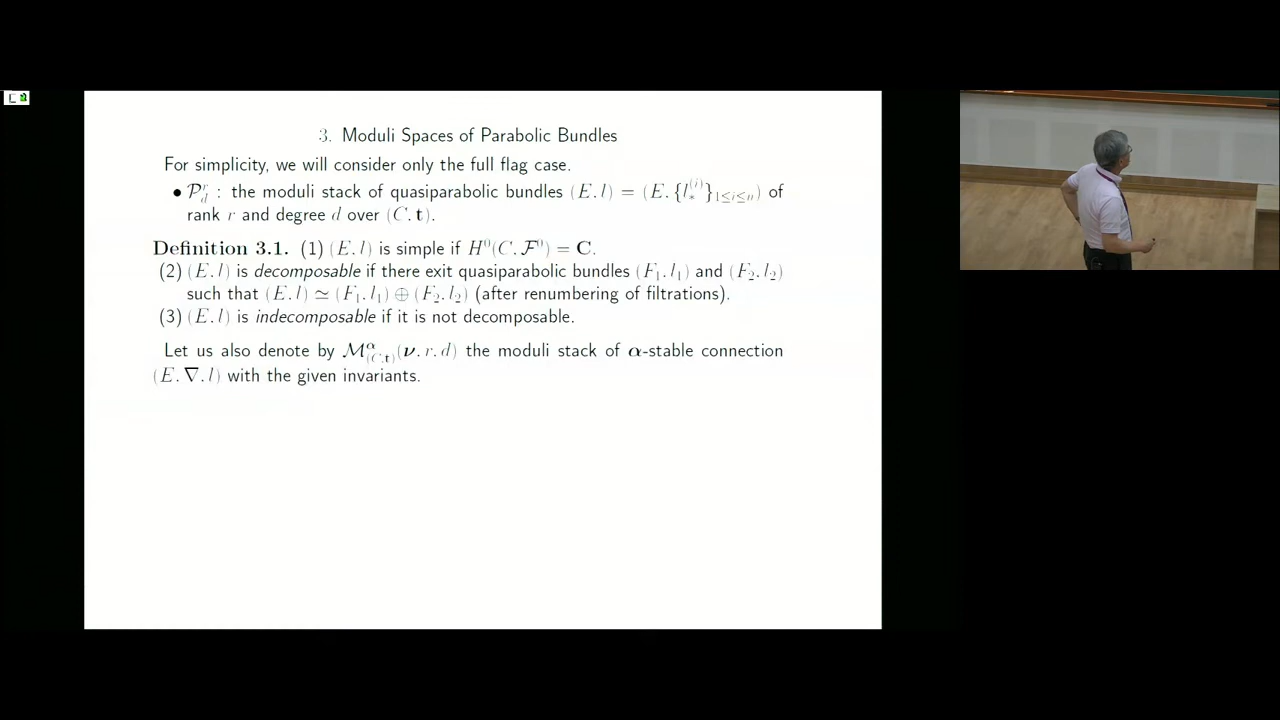 3. Moduli Spaces of Parabolic Bundles
For simplicity, we will consider only the full flag case.
• 𝒫_d^r : the moduli stack of quasiparabolic bundles (E, l) = (E, {l_*^{(i)}}_{1≤i≤n}) of
rank r and degree d over (C, t).
Definition 3.1. (1) (E, l) is simple if H^0(C, ℱ^0) = C.
(2) (E, l) is decomposable if there exit quasiparabolic bundles (F_1, l_1) and (F_2, l_2)
such that (E, l) ≃ (F_1, l_1) ⊕ (F_2, l_2) (after renumbering of filtrations).
(3) (E, l) is indecomposable if it is not decomposable.
Let us also denote by ℳ^α_{(C,t)}(ν, r, d) the moduli stack of α-stable connection
(E, ∇, l) with the given invariants.